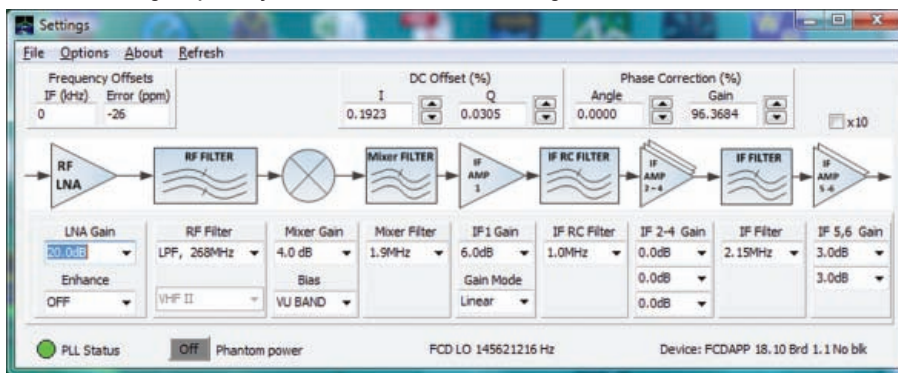 Settings
File Options About Refresh
Frequency Offsets
IF (kHz) Error (ppm)
0 -26
DC Offset (%)
I Q
0.1923 0.0305
Phase Correction (%)
Angle Gain
0.0000 96.3684
x10
RF LNA
RF FILTER
Mixer FILTER
IF AMP 1
IF RC FILTER
IF AMP 2-4
IF FILTER
IF AMP 5-6
LNA Gain RF Filter Mixer Gain Mixer Filter IF1 Gain IF RC Filter IF 2-4 Gain IF Filter IF 5,6 Gain
20.0dB LPF, 268MHz 4.0 dB 1.9MHz 6.0dB 1.0MHz 0.0dB 2.15MHz 3.0dB
Enhance Bias Gain Mode 0.0dB 3.0dB
OFF VHF II VU BAND Linear 0.0dB
PLL Status Off Phantom power FCD LO 145621216 Hz Device: FCDAPP 18.10 Brd 1.1 No blk